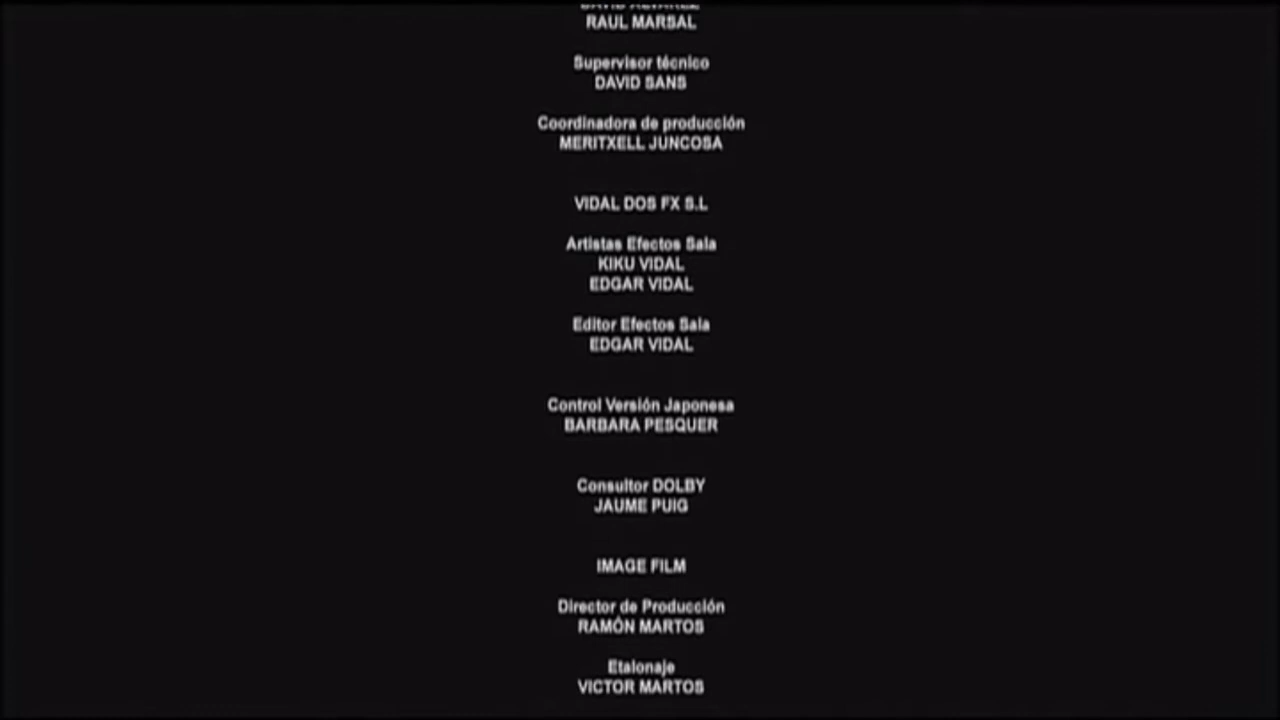 RAUL MARSAL
Supervisor técnico
DAVID SANS
Coordinadora de producción
MERITXELL JUNCOSA
VIDAL DOS FX S.L
Artistas Efectos Sala
KIKU VIDAL
EDGAR VIDAL
Editor Efectos Sala
EDGAR VIDAL
Control Versión Japonesa
BARBARA PESQUER
Consultor DOLBY
JAUME PUIG
IMAGE FILM
Director de Producción
RAMÓN MARTOS
Etalonaje
VICTOR MARTOS